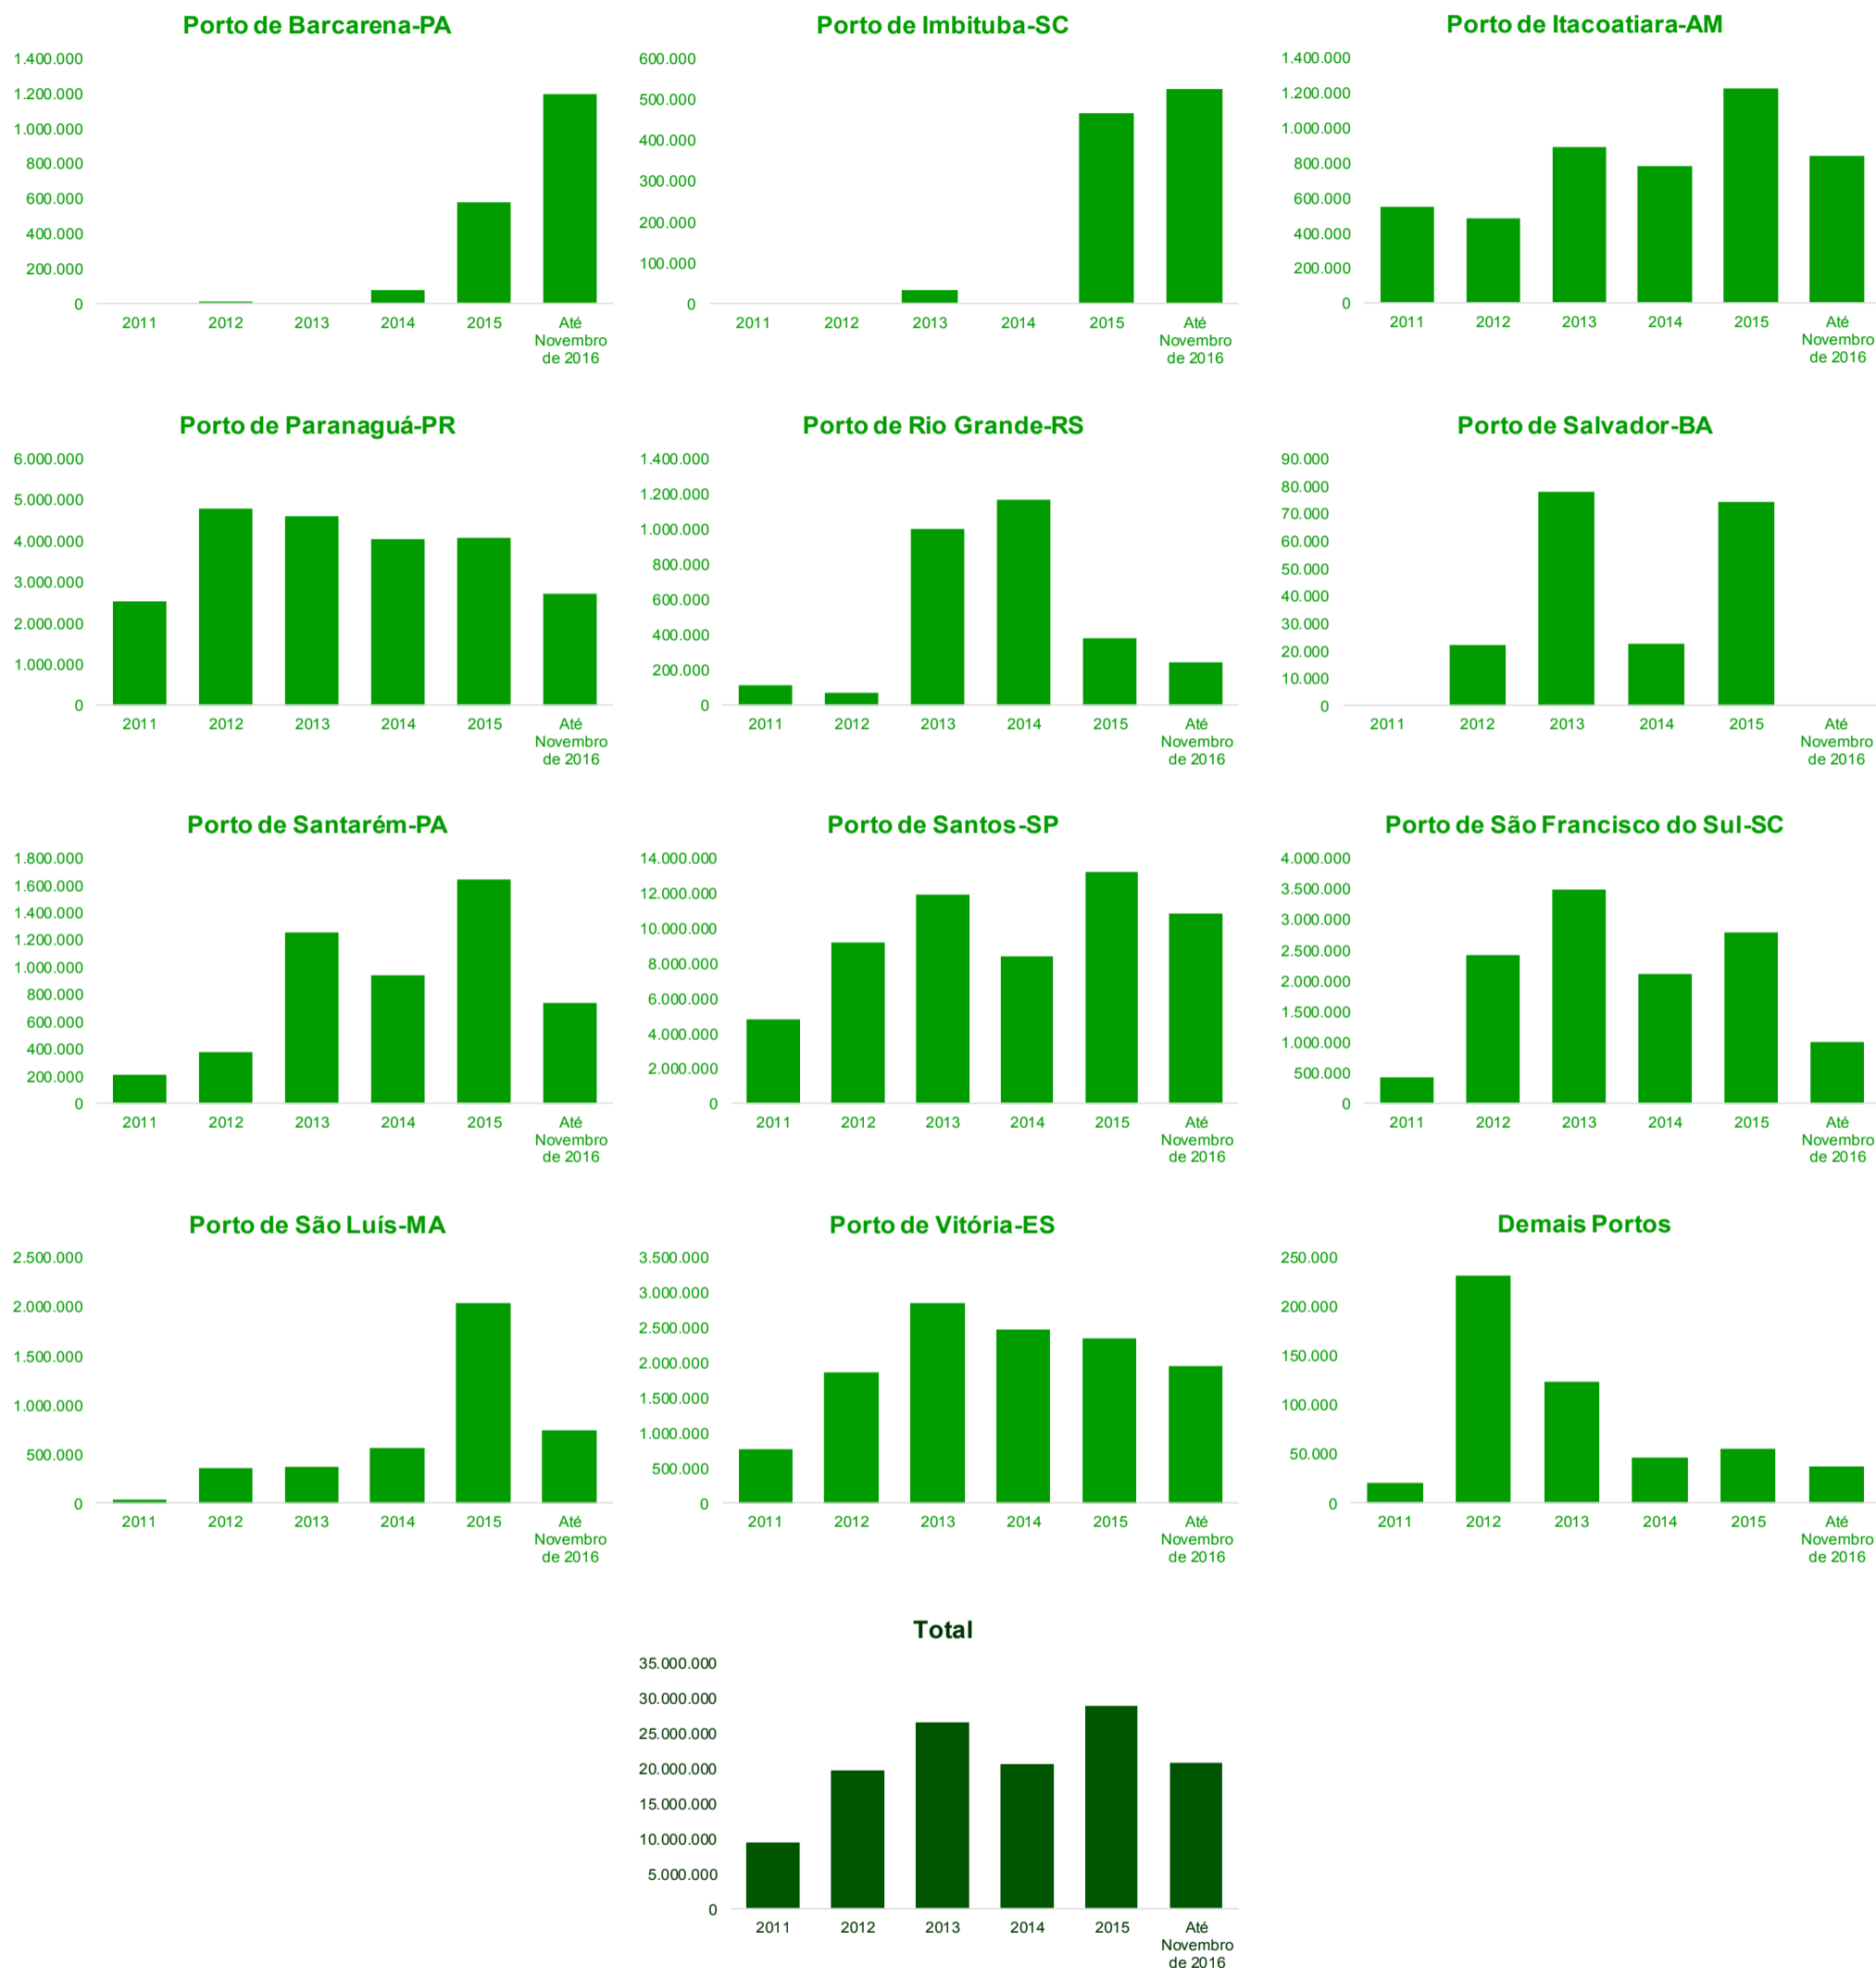 Porto de Barcarena-PA
1.400.000
1.200.000
1.000.000
800.000
600.000
400.000
200.000
0
2011 2012 2013 2014 2015 Até
Novembro
de 2016
Porto de Imbituba-SC
600.000
500.000
400.000
300.000
200.000
100.000
0
2011 2012 2013 2014 2015 Até
Novembro
de 2016
Porto de Itacoatiara-AM
1.400.000
1.200.000
1.000.000
800.000
600.000
400.000
200.000
0
2011 2012 2013 2014 2015 Até
Novembro
de 2016
Porto de Paranaguá-PR
6.000.000
5.000.000
4.000.000
3.000.000
2.000.000
1.000.000
0
2011 2012 2013 2014 2015 Até
Novembro
de 2016
Porto de Rio Grande-RS
1.400.000
1.200.000
1.000.000
800.000
600.000
400.000
200.000
0
2011 2012 2013 2014 2015 Até
Novembro
de 2016
Porto de Salvador-BA
90.000
80.000
70.000
60.000
50.000
40.000
30.000
20.000
10.000
0
2011 2012 2013 2014 2015 Até
Novembro
de 2016
Porto de Santarém-PA
1.800.000
1.600.000
1.400.000
1.200.000
1.000.000
800.000
600.000
400.000
200.000
0
2011 2012 2013 2014 2015 Até
Novembro
de 2016
Porto de Santos-SP
14.000.000
12.000.000
10.000.000
8.000.000
6.000.000
4.000.000
2.000.000
0
2011 2012 2013 2014 2015 Até
Novembro
de 2016
Porto de São Francisco do Sul-SC
4.000.000
3.500.000
3.000.000
2.500.000
2.000.000
1.500.000
1.000.000
500.000
0
2011 2012 2013 2014 2015 Até
Novembro
de 2016
Porto de São Luís-MA
2.500.000
2.000.000
1.500.000
1.000.000
500.000
0
2011 2012 2013 2014 2015 Até
Novembro
de 2016
Porto de Vitória-ES
3.500.000
3.000.000
2.500.000
2.000.000
1.500.000
1.000.000
500.000
0
2011 2012 2013 2014 2015 Até
Novembro
de 2016
Demais Portos
250.000
200.000
150.000
100.000
50.000
0
2011 2012 2013 2014 2015 Até
Novembro
de 2016
Total
35.000.000
30.000.000
25.000.000
20.000.000
15.000.000
10.000.000
5.000.000
0
2011 2012 2013 2014 2015 Até
Novembro
de 2016